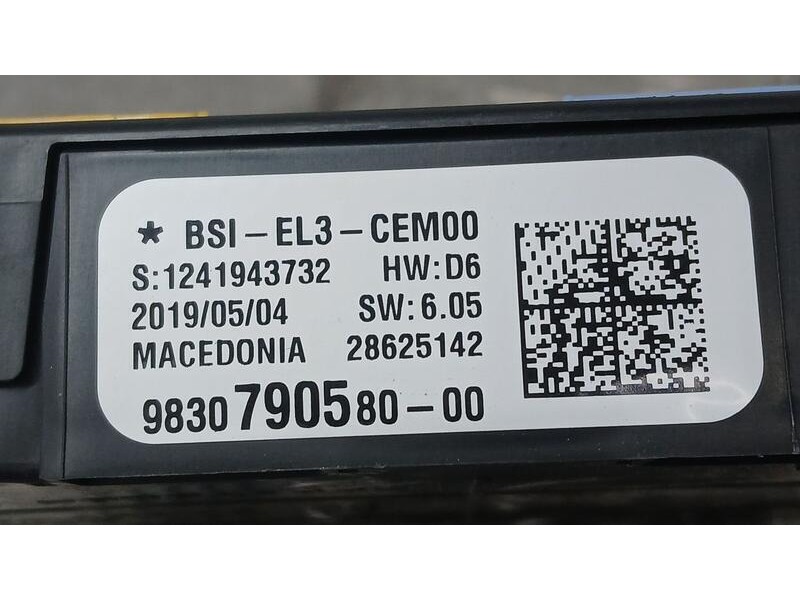 * BSI-EL3-CEM00
S:1241943732 HW:D6
2019/05/04 SW:6.05
MACEDONIA 28625142
9830790580-00